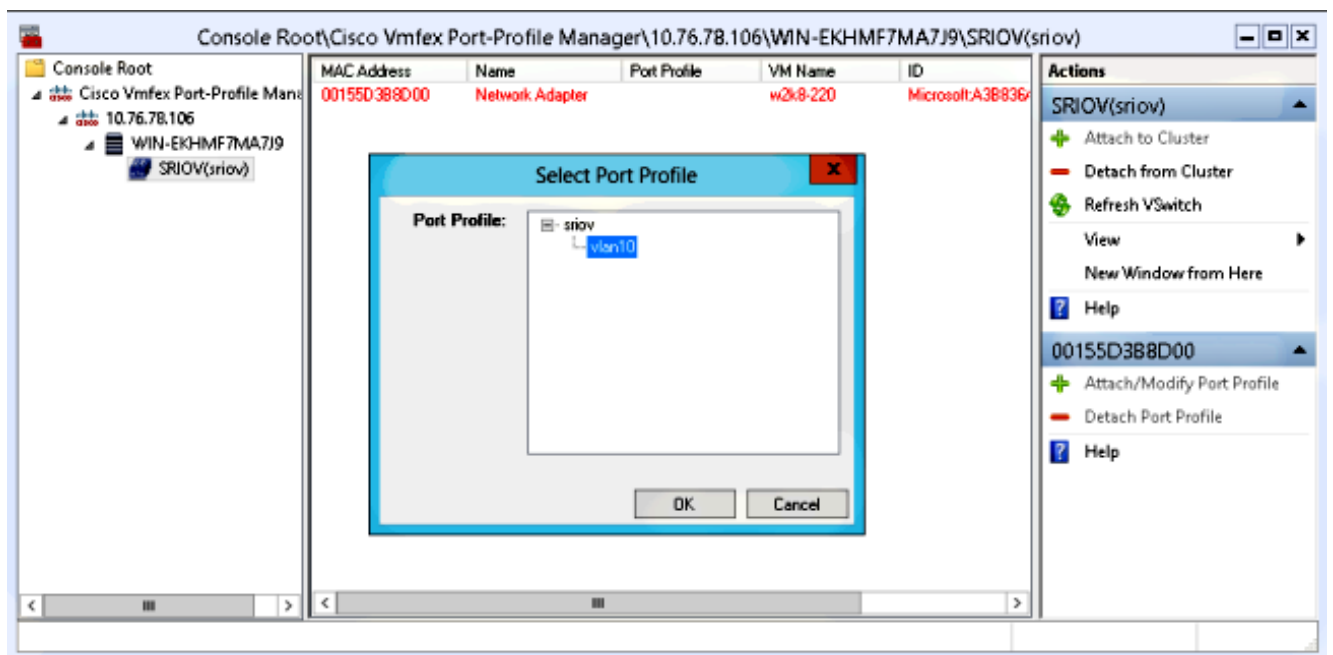 Console Root\Cisco Vmfex Port-Profile Manager\10.76.78.106\WIN-EKHMF7MA7J9\SRIOV(sriov)
Console Root
Cisco Vmfex Port-Profile Mana
10.76.78.106
WIN-EKHMF7MA7J9
SRIOV(sriov)
MAC Address Name Port Profile VM Name ID
00155D3B8D00 Network Adapter w2k8-220 Microsoft:A3B836A
Select Port Profile
Port Profile:
sriov
vlan10
OK Cancel
Actions
SRIOV(sriov)
Attach to Cluster
Detach from Cluster
Refresh VSwitch
View
New Window from Here
Help
00155D3B8D00
Attach/Modify Port Profile
Detach Port Profile
Help